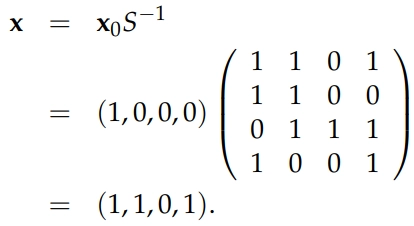 x = x₀S⁻¹
= (1, 0, 0, 0) ( 1 1 0 1
1 1 0 0
0 1 1 1
1 0 0 1 )
= (1, 1, 0, 1).